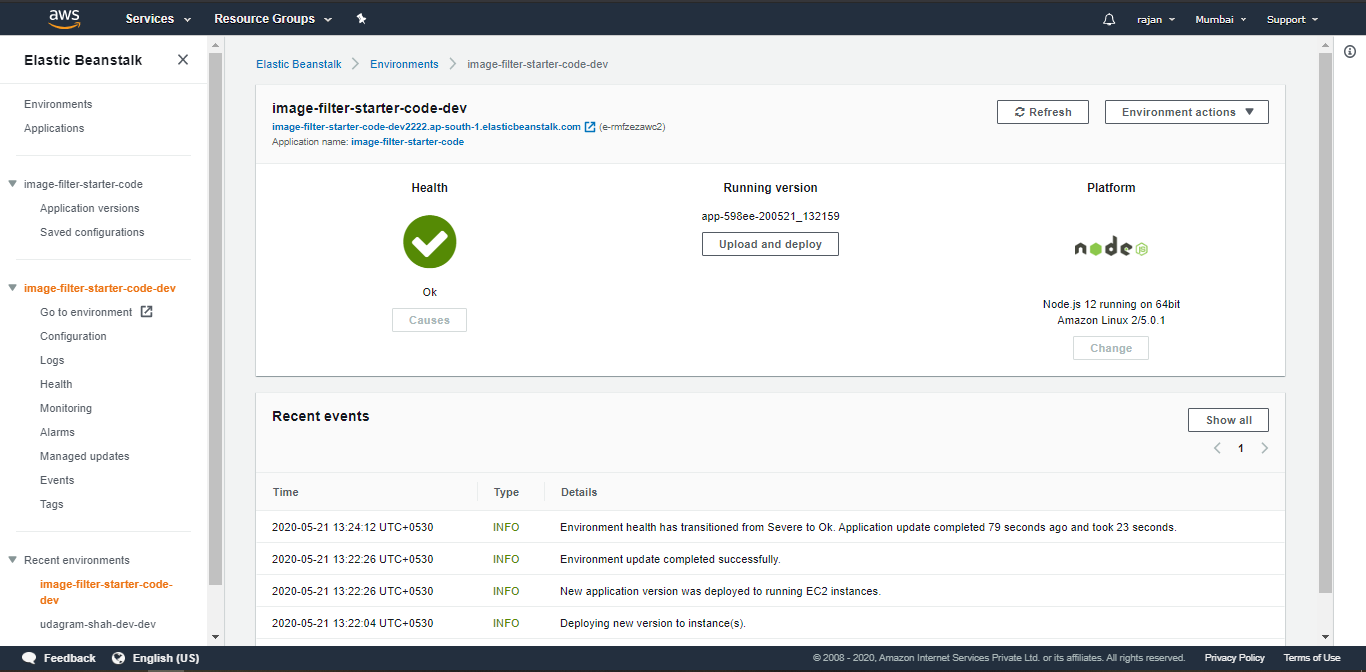 aws
Services
Resource Groups
rajan
Mumbai
Support
Elastic Beanstalk
Environments
Applications
image-filter-starter-code
Application versions
Saved configurations
image-filter-starter-code-dev
Go to environment
Configuration
Logs
Health
Monitoring
Alarms
Managed updates
Events
Tags
Recent environments
image-filter-starter-code-
dev
udagram-shah-dev-dev
Elastic Beanstalk > Environments > image-filter-starter-code-dev
image-filter-starter-code-dev
image-filter-starter-code-dev2222.ap-south-1.elasticbeanstalk.com (e-rmfzezawc2)
Application name: image-filter-starter-code
Refresh
Environment actions
Health
Ok
Causes
Running version
app-598ee-200521_132159
Upload and deploy
Platform
node JS
Node.js 12 running on 64bit
Amazon Linux 2/5.0.1
Change
Recent events
Show all
1
Time Type Details
2020-05-21 13:24:12 UTC+0530 INFO Environment health has transitioned from Severe to Ok. Application update completed 79 seconds ago and took 23 seconds.
2020-05-21 13:22:26 UTC+0530 INFO Environment update completed successfully.
2020-05-21 13:22:26 UTC+0530 INFO New application version was deployed to running EC2 instances.
2020-05-21 13:22:04 UTC+0530 INFO Deploying new version to instance(s).
Feedback
English (US)
© 2008 - 2020, Amazon Internet Services Private Ltd. or its affiliates. All rights reserved.
Privacy Policy
Terms of Use